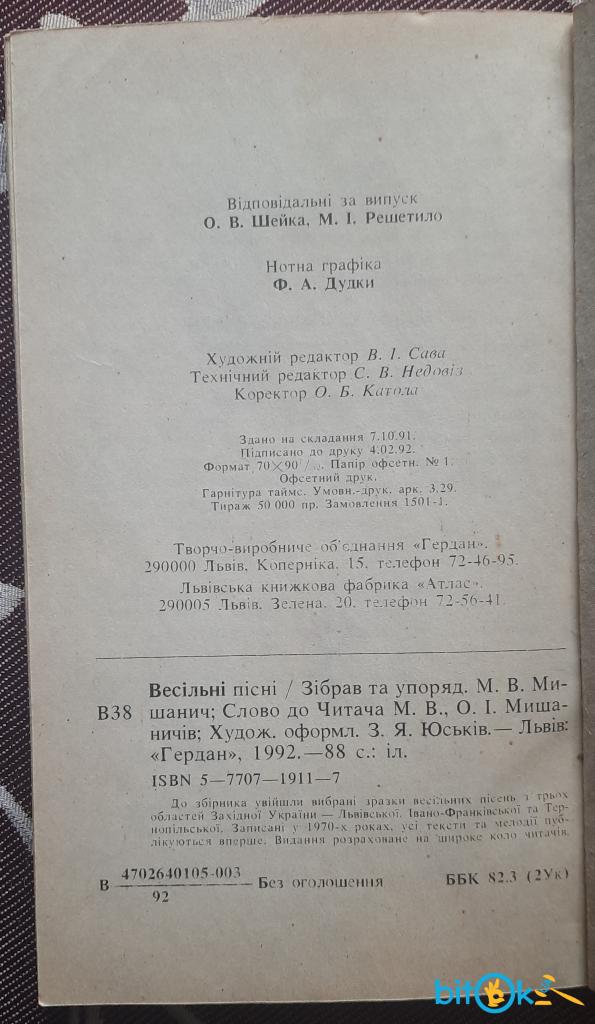 Відповідальні за випуск
О. В. Шейка, М. І. Решетило
Нотна графіка
Ф. А. Дудки
Художній редактор В. І. Сава
Технічний редактор С. В. Недовіз
Коректор О. Б. Катола
Здано на складання 7.10.91.
Підписано до друку 4.02.92.
Формат 70×90 Папір офсетн. № 1.
Офсетний друк.
Гарнітура таймс. Умовн.-друк. арк. 3,29.
Тираж 50 000 пр. Замовлення 1501-1.
Творчо-виробниче об'єднання «Гердан».
290000 Львів. Коперніка, 15, телефон 72-46-95.
Львівська книжкова фабрика «Атлас».
290005 Львів. Зелена, 20, телефон 72-56-41.
Весільні пісні / Зібрав та упоряд. М. В. Ми-
В38 шанич; Слово до Читача М. В., О. І. Миша-
ничів; Худож. оформл. З. Я. Юськів.— Львів:
«Гердан», 1992.—88 с.: іл.
ISBN 5—7707—1911—7
До збірника увійшли вибрані зразки весільних пісень з трьох
областей Західної України — Львівської, Івано-Франківської та Тер-
нопільської. Записані у 1970-х роках, усі тексти та мелодії пуб-
лікуються вперше. Видання розраховане на широке коло читачів.
В 4702640105-003 Без оголошення ББК 82.3 (2Ук)
92
bitOk